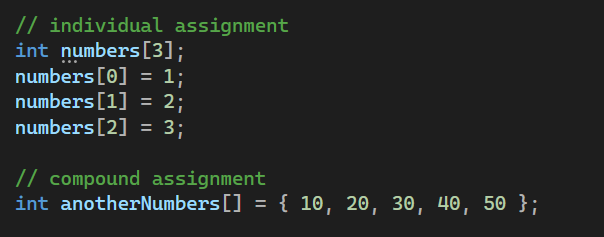 // individual assignment
int numbers[3];
numbers[0] = 1;
numbers[1] = 2;
numbers[2] = 3;
// compound assignment
int anotherNumbers[] = { 10, 20, 30, 40, 50 };